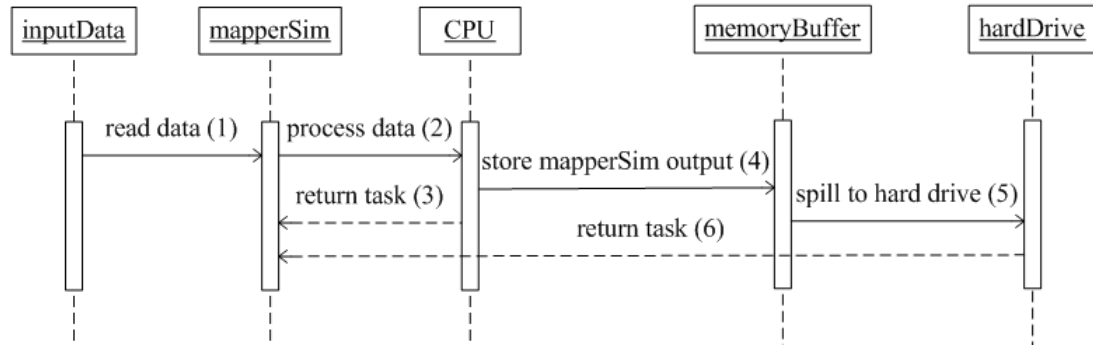 inputData
mapperSim
CPU
memoryBuffer
hardDrive
read data (1)
process data (2)
store mapperSim output (4)
return task (3)
spill to hard drive (5)
return task (6)